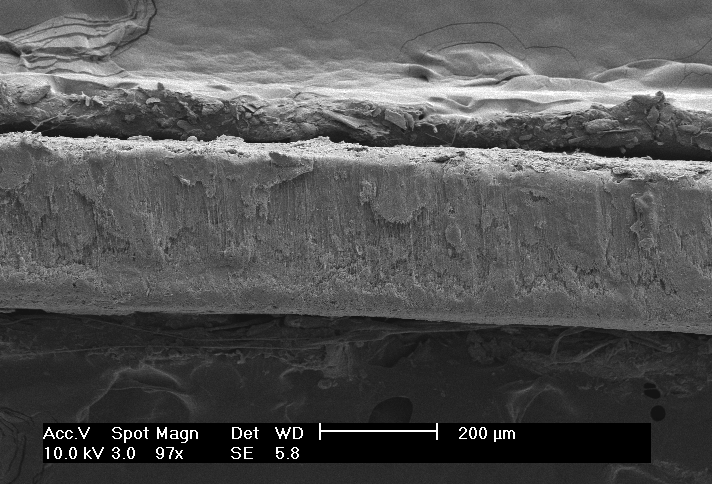 Acc.V Spot Magn Det WD 200 µm
10.0 kV 3.0 97x SE 5.8